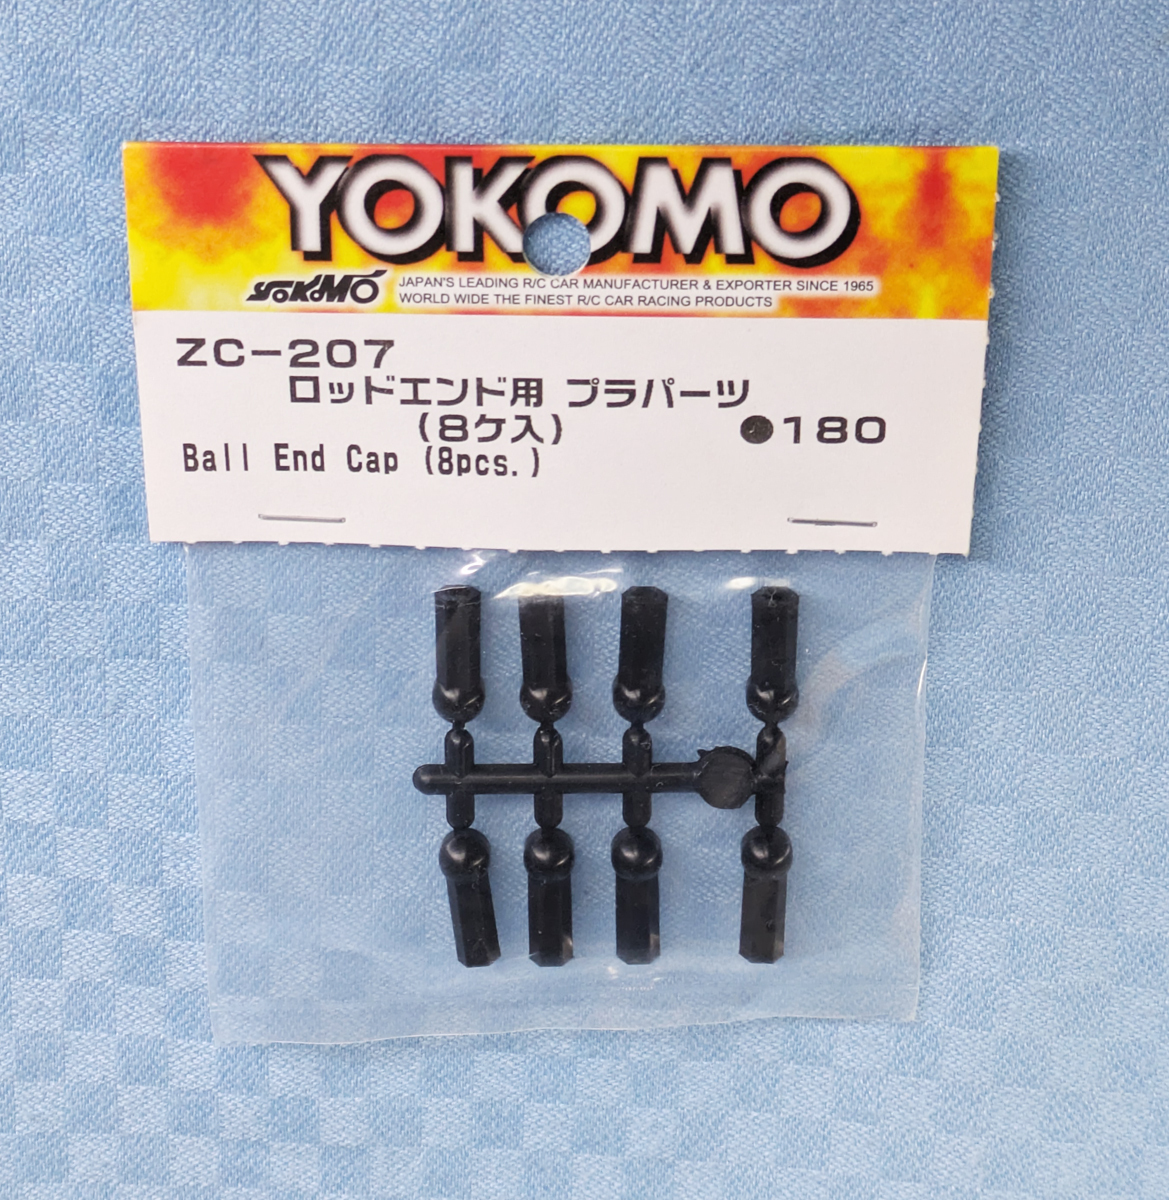 YOKOMO
YOKOMO JAPAN'S LEADING R/C CAR MANUFACTURER & EXPORTER SINCE 1965
WORLD WIDE THE FINEST R/C CAR RACING PRODUCTS
ZC-207
ロッドエンド用 プラパーツ
(8ケ入) ●180
Ball End Cap (8pcs.)